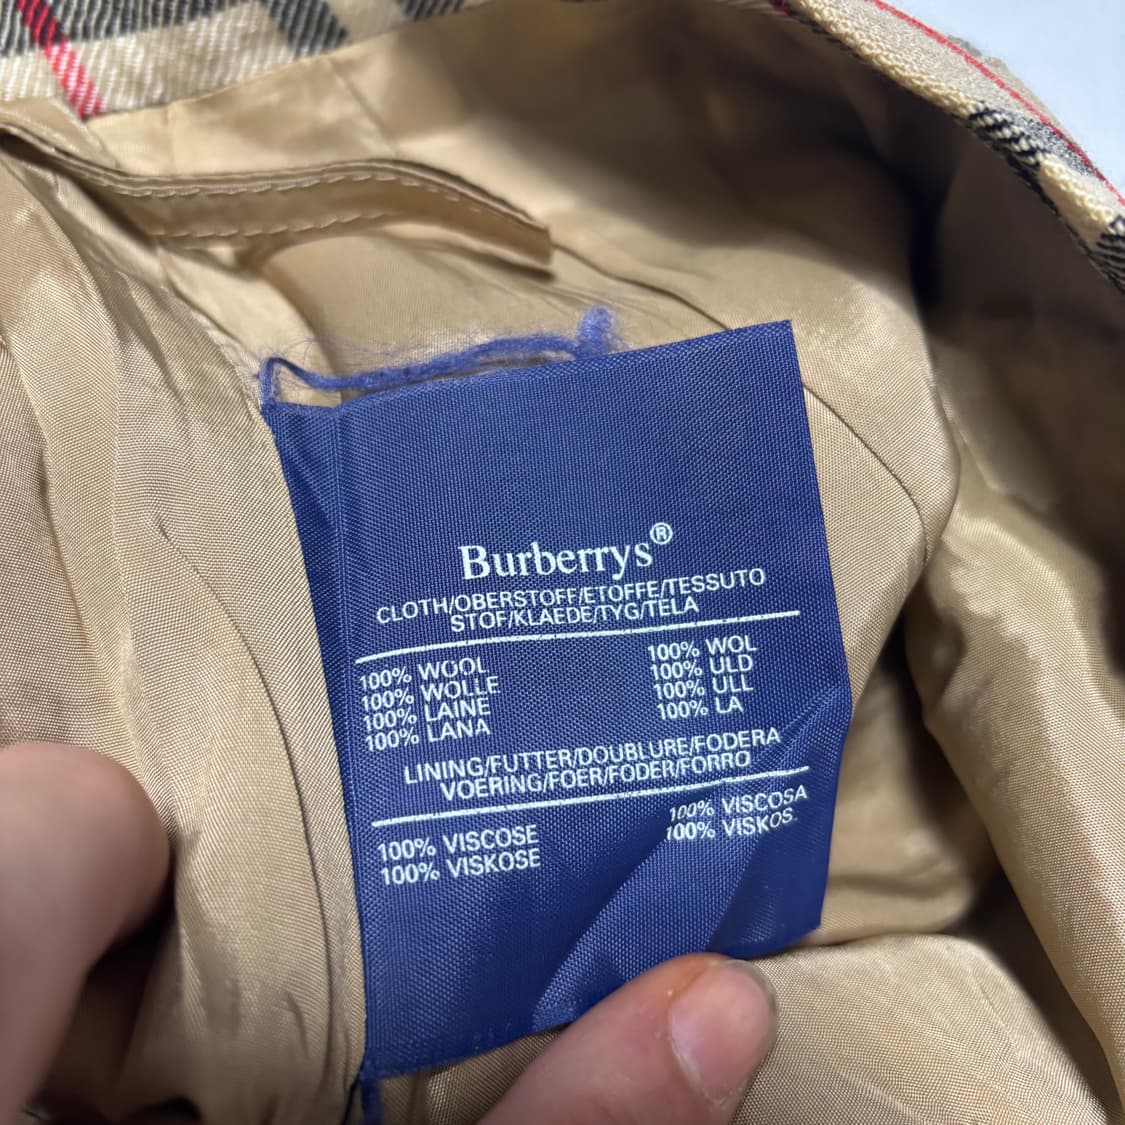 Burberrys®
CLOTH/OBERSTOFF/ETOFFE/TESSUTO
STOF/KLAEDE/TYG/TELA
100% WOOL
100% WOLLE
100% LAINE
100% LANA
100% WOL
100% ULD
100% ULL
100% LA
LINING/FUTTER/DOUBLURE/FODERA
VOERING/FOER/FODER/FORRO
100% VISCOSE
100% VISKOSE
100% VISCOSA
100% VISKOS.